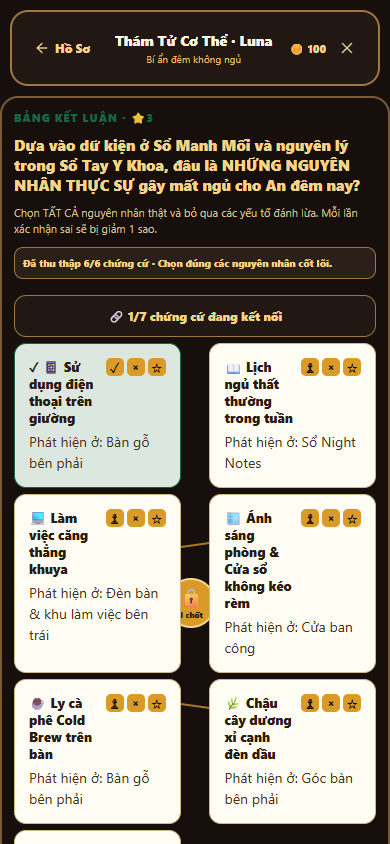 ← Hồ Sơ
Thám Tử Cơ Thể · Luna
Bí ẩn đêm không ngủ
100 ×
BẢNG KẾT LUẬN · ⭐3
Dựa vào dữ kiện ở Sổ Manh Mối và nguyên lý
trong Sổ Tay Y Khoa, đâu là NHỮNG NGUYÊN
NHÂN THỰC SỰ gây mất ngủ cho An đêm nay?
Chọn TẤT CẢ nguyên nhân thật và bỏ qua các yếu tố đánh lừa. Mỗi lần
xác nhận sai sẽ bị giảm 1 sao.
Đã thu thập 6/6 chứng cứ · Chọn đúng các nguyên nhân cốt lõi.
🔗 1/7 chứng cứ đang kết nối
✓ Sử
dụng điện
thoại trên
giường
Phát hiện ở: Bàn gỗ
bên phải
Lịch
ngủ thất
thường
trong tuần
Phát hiện ở: Sổ Night
Notes
Làm
việc căng
thẳng
khuya
Phát hiện ở: Đèn bàn
& khu làm việc bên
trái
Ánh
sáng
phòng &
Cửa sổ
không kéo
rèm
Phát hiện ở: Cửa ban
công
chốt
Ly cà
phê Cold
Brew trên
bàn
Phát hiện ở: Bàn gỗ
bên phải
Chậu
cây dương
xỉ cạnh
đèn dầu
Phát hiện ở: Góc bàn
bên phải